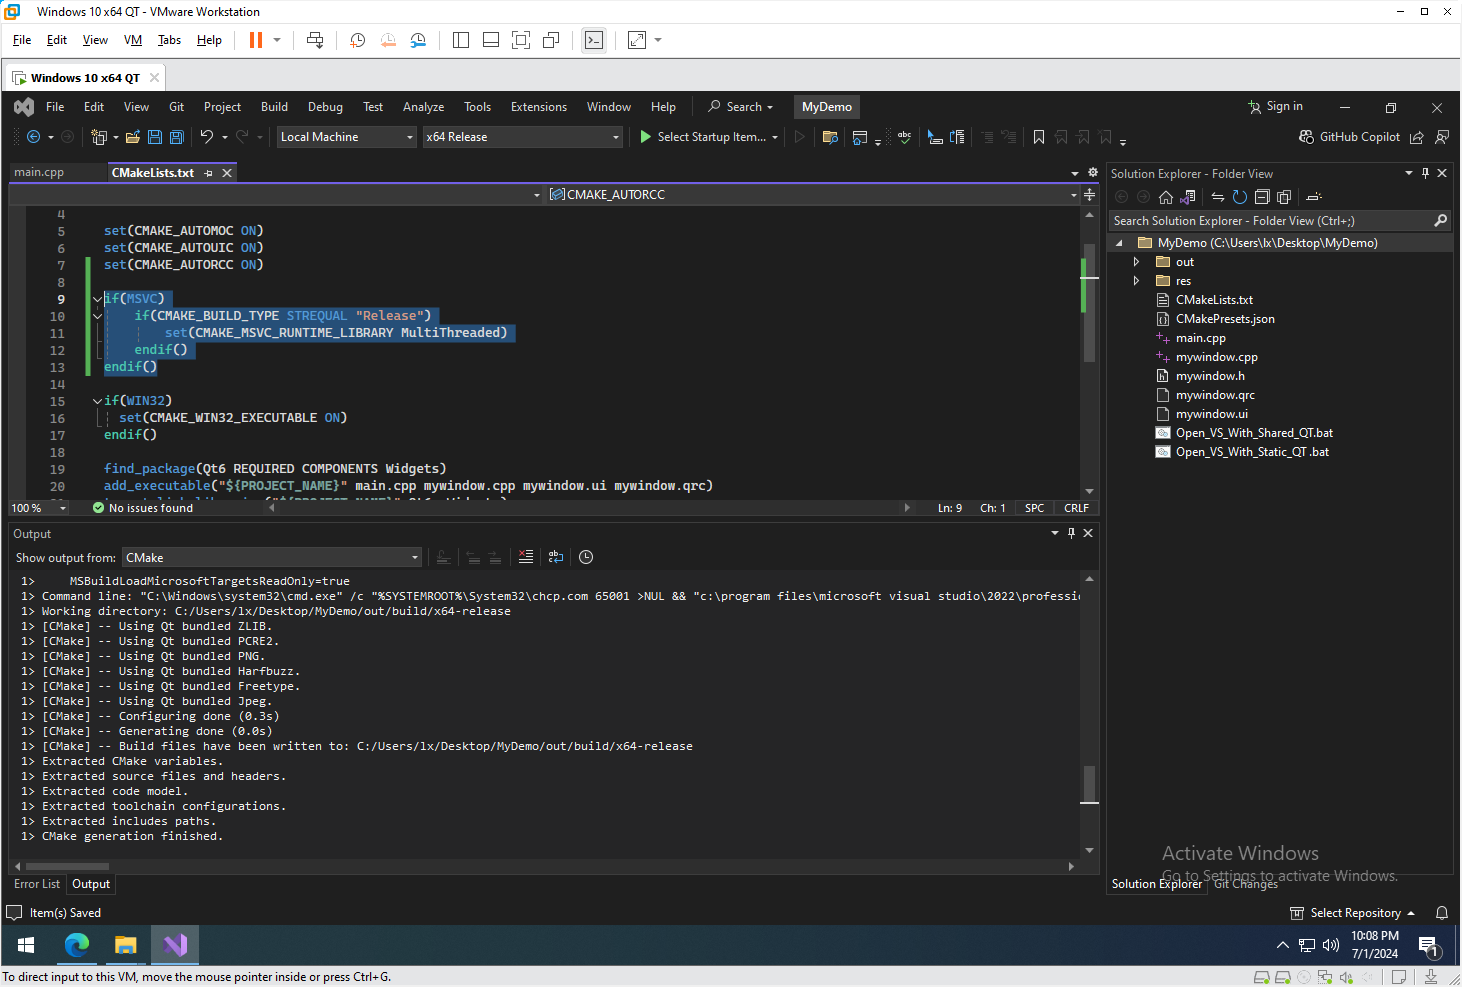 Windows 10 x64 QT - VMware Workstation
File Edit View VM Tabs Help
Windows 10 x64 QT
File Edit View Git Project Build Debug Test Analyze Tools Extensions Window Help Search MyDemo Sign in
Local Machine x64 Release Select Startup Item... GitHub Copilot
main.cpp CMakeLists.txt
CMAKE_AUTORCC
4
5 set(CMAKE_AUTOMOC ON)
6 set(CMAKE_AUTOUIC ON)
7 set(CMAKE_AUTORCC ON)
8
9 if(MSVC)
10 if(CMAKE_BUILD_TYPE STREQUAL "Release")
11 set(CMAKE_MSVC_RUNTIME_LIBRARY MultiThreaded)
12 endif()
13 endif()
14
15 if(WIN32)
16 set(CMAKE_WIN32_EXECUTABLE ON)
17 endif()
18
19 find_package(Qt6 REQUIRED COMPONENTS Widgets)
20 add_executable("${PROJECT_NAME}" main.cpp mywindow.cpp mywindow.ui mywindow.qrc)
100 % No issues found Ln: 9 Ch: 1 SPC CRLF
Output
Show output from: CMake
1> MSBuildLoadMicrosoftTargetsReadOnly=true
1> Command line: "C:\Windows\system32\cmd.exe" /c "%SYSTEMROOT%\System32\chcp.com 65001 >NUL && "c:\program files\microsoft visual studio\2022\professi
1> Working directory: C:/Users/lx/Desktop/MyDemo/out/build/x64-release
1> [CMake] -- Using Qt bundled ZLIB.
1> [CMake] -- Using Qt bundled PCRE2.
1> [CMake] -- Using Qt bundled PNG.
1> [CMake] -- Using Qt bundled Harfbuzz.
1> [CMake] -- Using Qt bundled Freetype.
1> [CMake] -- Using Qt bundled Jpeg.
1> [CMake] -- Configuring done (0.3s)
1> [CMake] -- Generating done (0.0s)
1> [CMake] -- Build files have been written to: C:/Users/lx/Desktop/MyDemo/out/build/x64-release
1> Extracted CMake variables.
1> Extracted source files and headers.
1> Extracted code model.
1> Extracted toolchain configurations.
1> Extracted includes paths.
1> CMake generation finished.
Error List Output
Solution Explorer - Folder View
Search Solution Explorer - Folder View (Ctrl+;)
MyDemo (C:\Users\lx\Desktop\MyDemo)
out
res
CMakeLists.txt
CMakePresets.json
main.cpp
mywindow.cpp
mywindow.h
mywindow.qrc
mywindow.ui
Open_VS_With_Shared_QT.bat
Open_VS_With_Static_QT .bat
Activate Windows
Go to Settings to activate Windows.
Solution Explorer Git Changes
Item(s) Saved Select Repository
10:08 PM
7/1/2024
1
To direct input to this VM, move the mouse pointer inside or press Ctrl+G.